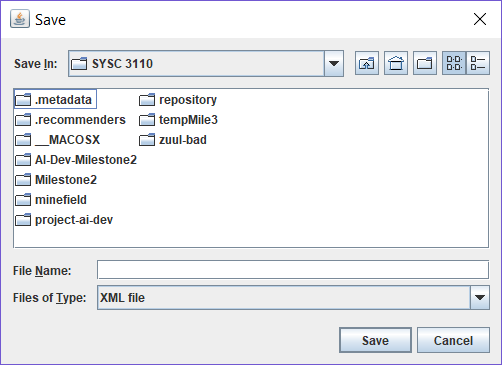 Save
Save In: SYSC 3110
.metadata repository
.recommenders tempMile3
__MACOSX zuul-bad
AI-Dev-Milestone2
Milestone2
minefield
project-ai-dev
File Name:
Files of Type: XML file
Save Cancel